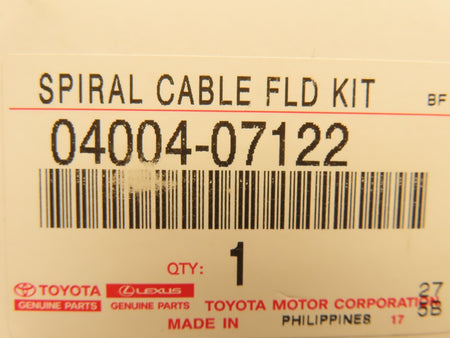 SPIRAL CABLE FLD KIT BF
04004-07122
QTY: 1
TOYOTA LEXUS 27
GENUINE PARTS GENUINE PARTS TOYOTA MOTOR CORPORATION 5B
MADE IN PHILIPPINES 17